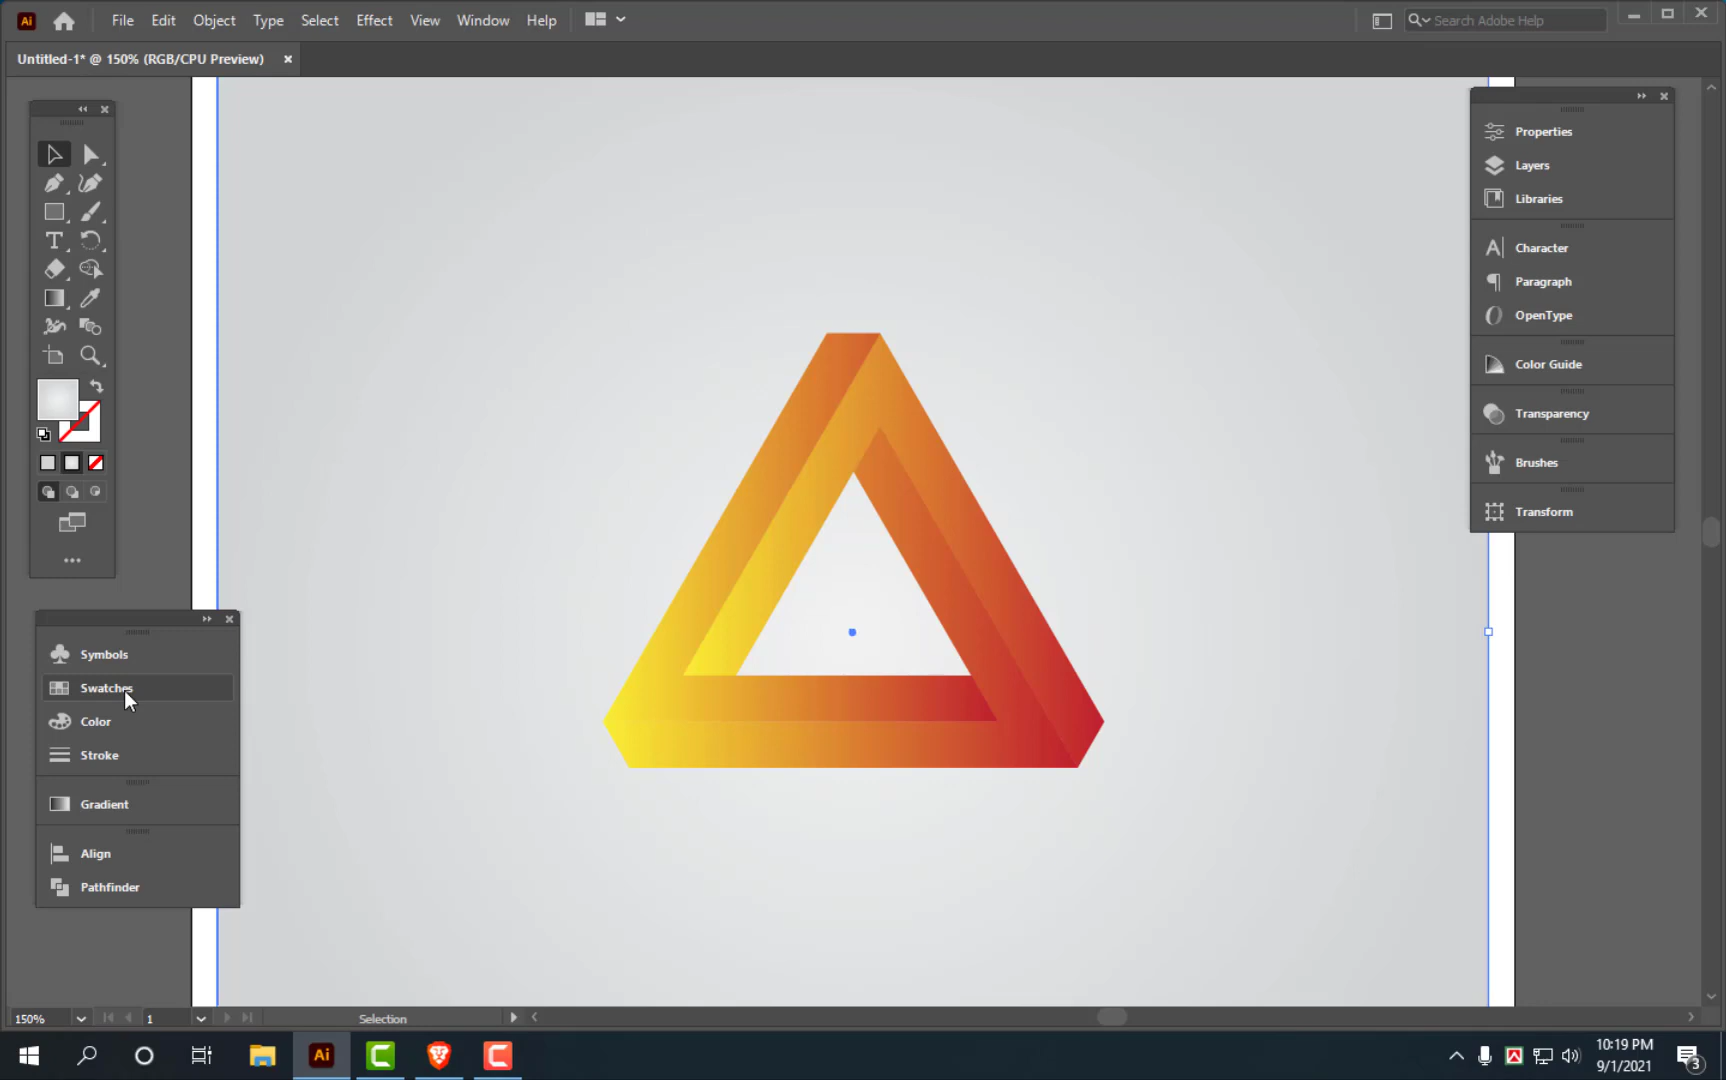 Ai File Edit Object Type Select Effect View Window Help Search Adobe Help
Untitled-1* @ 150% (RGB/CPU Preview)
T
Properties
Layers
Libraries
Character
Paragraph
OpenType
Color Guide
Transparency
Brushes
Transform
Symbols
Swatches
Color
Stroke
Gradient
Align
Pathfinder
150% 1 Selection
Ai
10:19 PM
9/1/2021
3